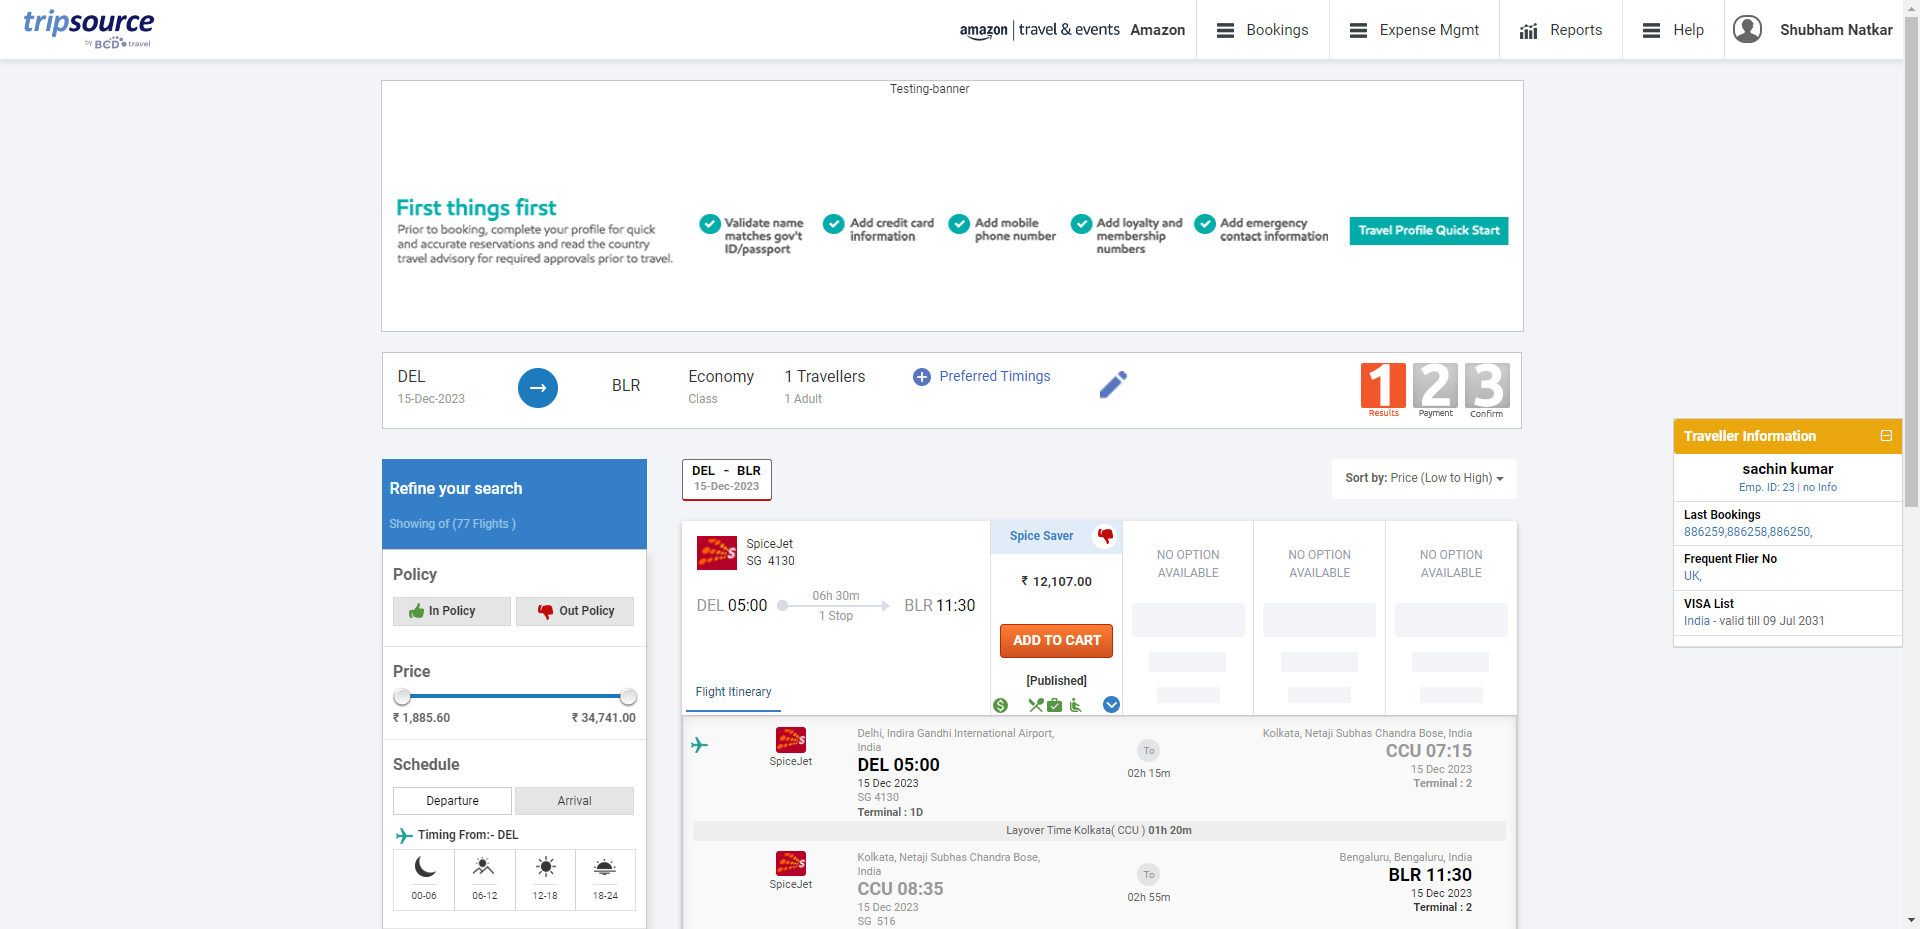 tripsource
by BCD travel
amazon | travel & events Amazon
Bookings
Expense Mgmt
Reports
Help
Shubham Natkar
Testing-banner
First things first
Prior to booking, complete your profile for quick
and accurate reservations and read the country
travel advisory for required approvals prior to travel.
Validate name
matches gov't
ID/passport
Add credit card
information
Add mobile
phone number
Add loyalty and
membership
numbers
Add emergency
contact information
Travel Profile Quick Start
DEL
15-Dec-2023
BLR
Economy
Class
1 Travellers
1 Adult
Preferred Timings
1
Results
2
Payment
3
Confirm
Traveller Information
sachin kumar
Emp. ID: 23 | no Info
Last Bookings
886259,886258,886250,
Frequent Flier No
UK,
VISA List
India - valid till 09 Jul 2031
Refine your search
Showing of (77 Flights )
Policy
In Policy
Out Policy
Price
₹ 1,885.60
₹ 34,741.00
Schedule
Departure
Arrival
Timing From:- DEL
00-06
06-12
12-18
18-24
DEL - BLR
15-Dec-2023
Sort by: Price (Low to High)
SpiceJet
SG 4130
DEL 05:00
06h 30m
1 Stop
BLR 11:30
Flight Itinerary
Spice Saver
₹ 12,107.00
ADD TO CART
[Published]
NO OPTION
AVAILABLE
NO OPTION
AVAILABLE
NO OPTION
AVAILABLE
SpiceJet
Delhi, Indira Gandhi International Airport,
India
DEL 05:00
15 Dec 2023
SG 4130
Terminal : 1D
To
02h 15m
Kolkata, Netaji Subhas Chandra Bose, India
CCU 07:15
15 Dec 2023
Terminal : 2
Layover Time Kolkata( CCU ) 01h 20m
SpiceJet
Kolkata, Netaji Subhas Chandra Bose,
India
CCU 08:35
15 Dec 2023
SG 516
To
02h 55m
Bengaluru, Bengaluru, India
BLR 11:30
15 Dec 2023
Terminal : 2